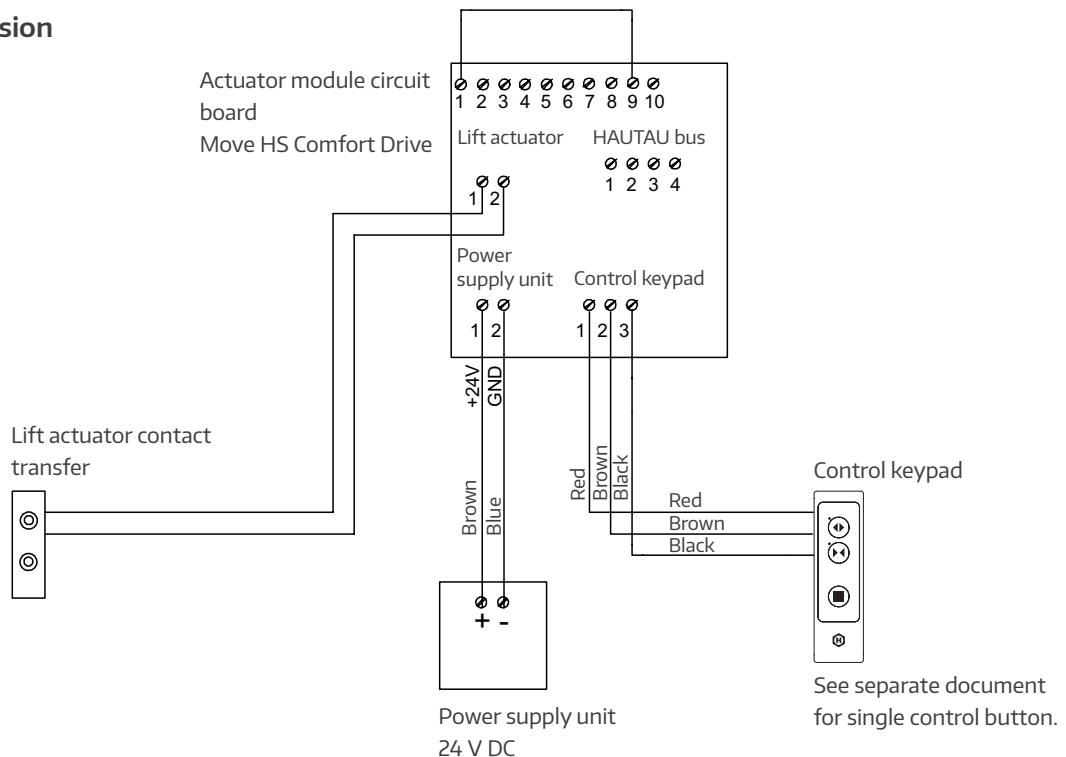 sion
Actuator module circuit
board
Move HS Comfort Drive
1 2 3 4 5 6 7 8 9 10
Lift actuator
HAUTAU bus
1 2 3 4
1 2
Power
supply unit
Control keypad
1 2
1 2 3
+24V
GND
Brown
Blue
Red
Brown
Black
Lift actuator contact
transfer
Control keypad
Red
Brown
Black
+ -
H
Power supply unit
24 V DC
See separate document
for single control button.